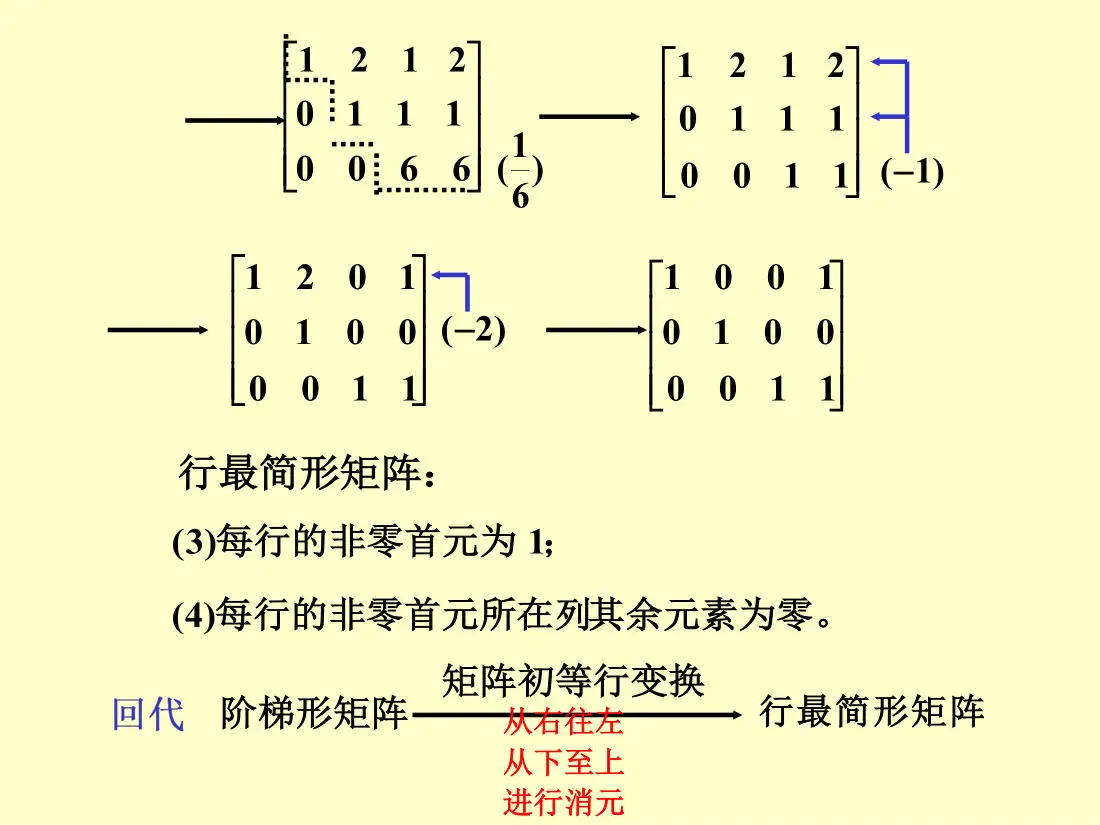 1 2 1 2 1 2 1 2
0 1 1 1 0 1 1 1
0 0 6 6 (1/6) 0 0 1 1 (−1)
1 2 0 1 1 0 0 1
0 1 0 0 (−2) 0 1 0 0
0 0 1 1 0 0 1 1
行最简形矩阵：
(3)每行的非零首元为 1；
(4)每行的非零首元所在列其余元素为零。
矩阵初等行变换
回代 阶梯形矩阵 行最简形矩阵
从右往左
从下至上
进行消元